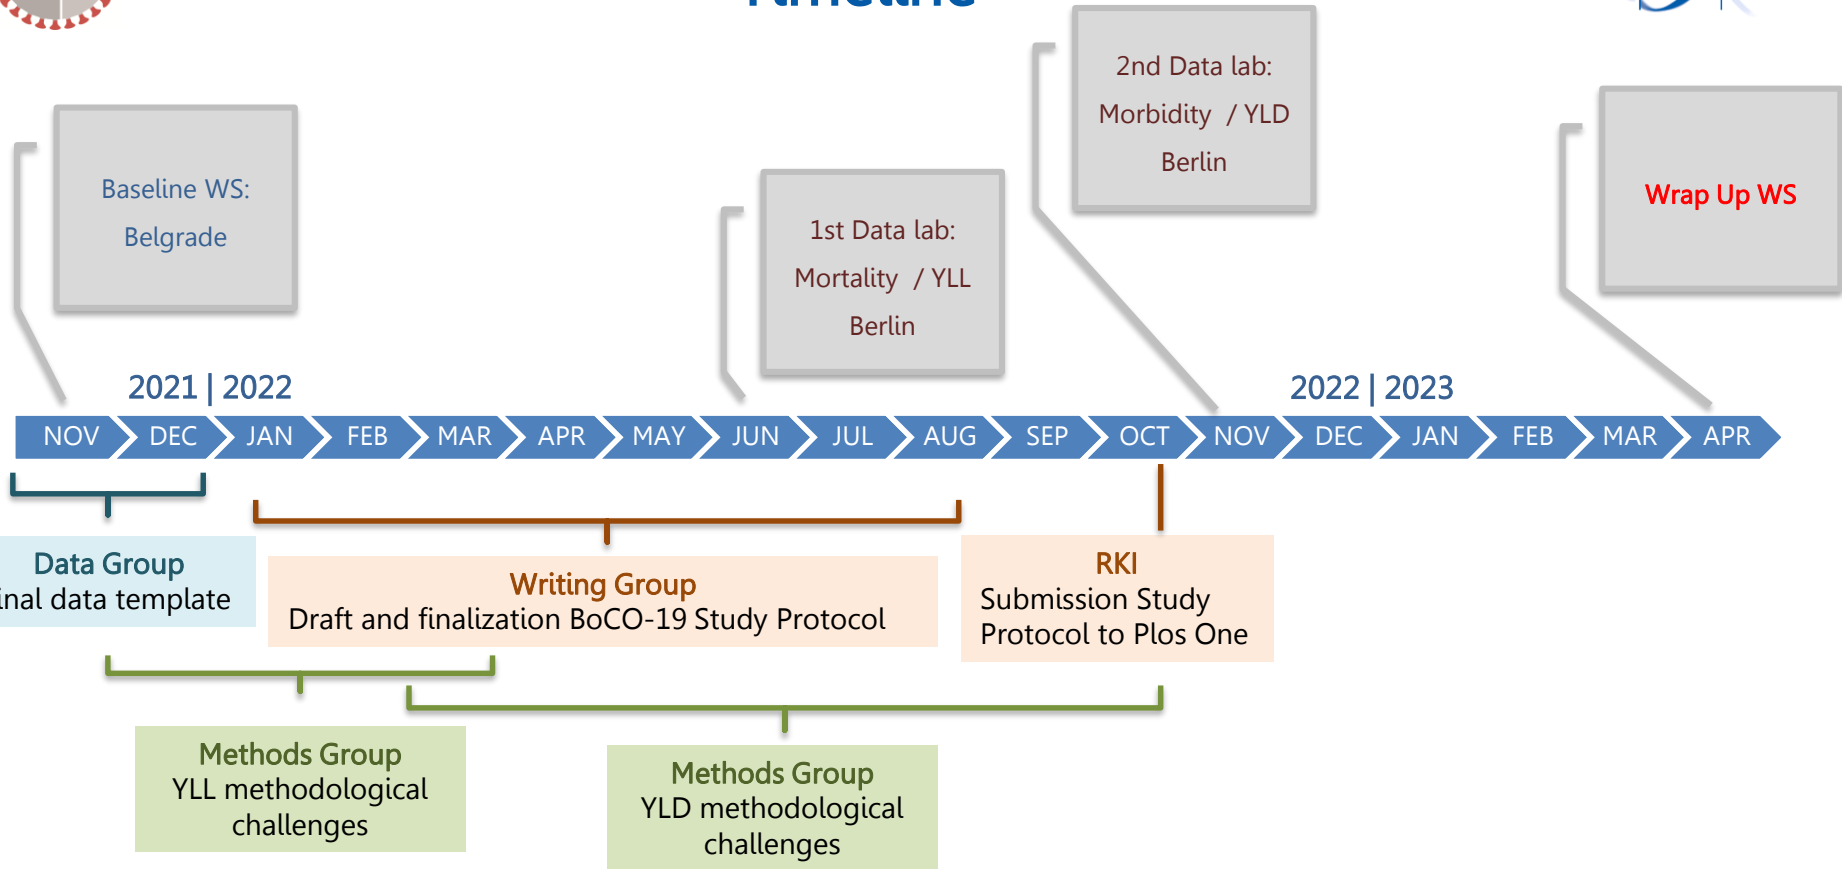 Timeline
2nd Data lab:
Morbidity / YLD
Berlin
Baseline WS:
Belgrade
1st Data lab:
Mortality / YLL
Berlin
Wrap Up WS
2021 | 2022
2022 | 2023
NOV DEC JAN FEB MAR APR MAY JUN JUL AUG SEP OCT NOV DEC JAN FEB MAR APR
Data Group
inal data template
Writing Group
Draft and finalization BoCO-19 Study Protocol
RKI
Submission Study
Protocol to Plos One
Methods Group
YLL methodological
challenges
Methods Group
YLD methodological
challenges